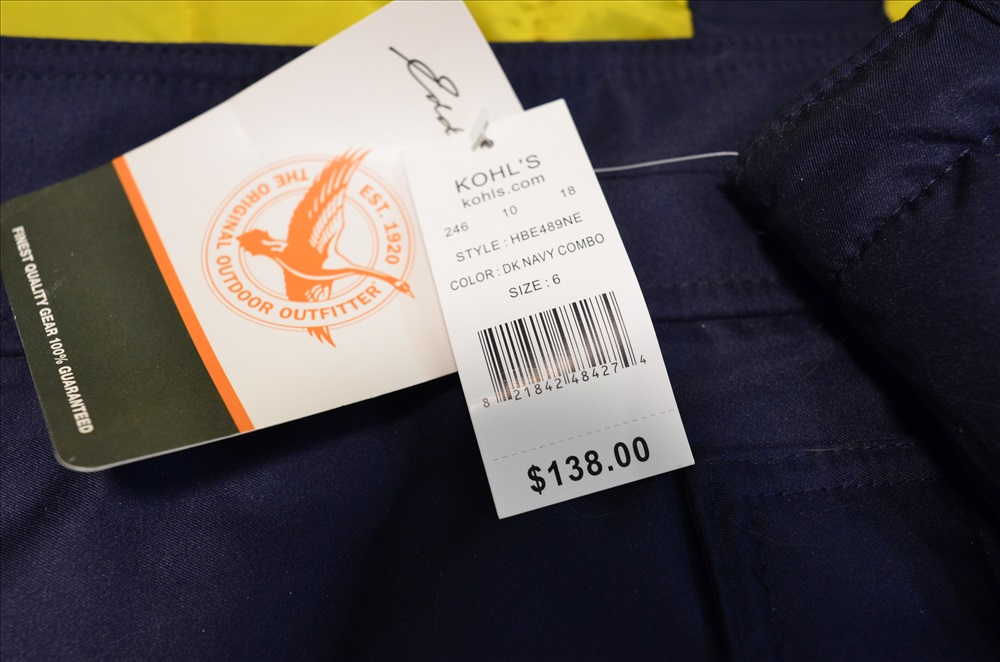 Edd
THE ORIGINAL OUTDOOR OUTFITTER
EST. 1920
FINEST QUALITY GEAR 100% GUARANTEED
KOHL'S
kohls.com
246 10 18
STYLE : HBE489NE
COLOR : DK NAVY COMBO
SIZE : 6
8 21842 48427 4
$138.00